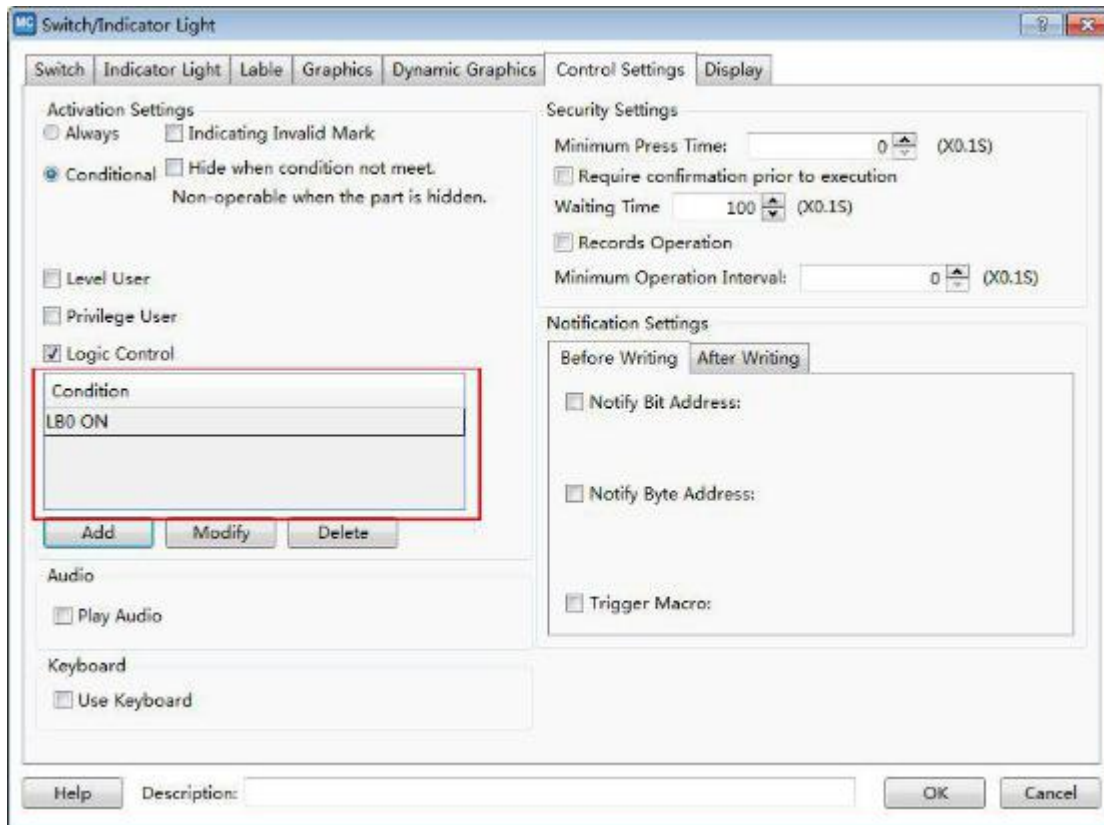 MC Switch/Indicator Light
Switch Indicator Light Lable Graphics Dynamic Graphics Control Settings Display
Activation Settings
Always Indicating Invalid Mark
Conditional Hide when condition not meet.
Non-operable when the part is hidden.
Level User
Privilege User
Logic Control
Condition
LB0 ON
Add Modify Delete
Audio
Play Audio
Keyboard
Use Keyboard
Security Settings
Minimum Press Time: 0 (X0.1S)
Require confirmation prior to execution
Waiting Time 100 (X0.1S)
Records Operation
Minimum Operation Interval: 0 (X0.1S)
Notification Settings
Before Writing After Writing
Notify Bit Address:
Notify Byte Address:
Trigger Macro:
Help Description: OK Cancel